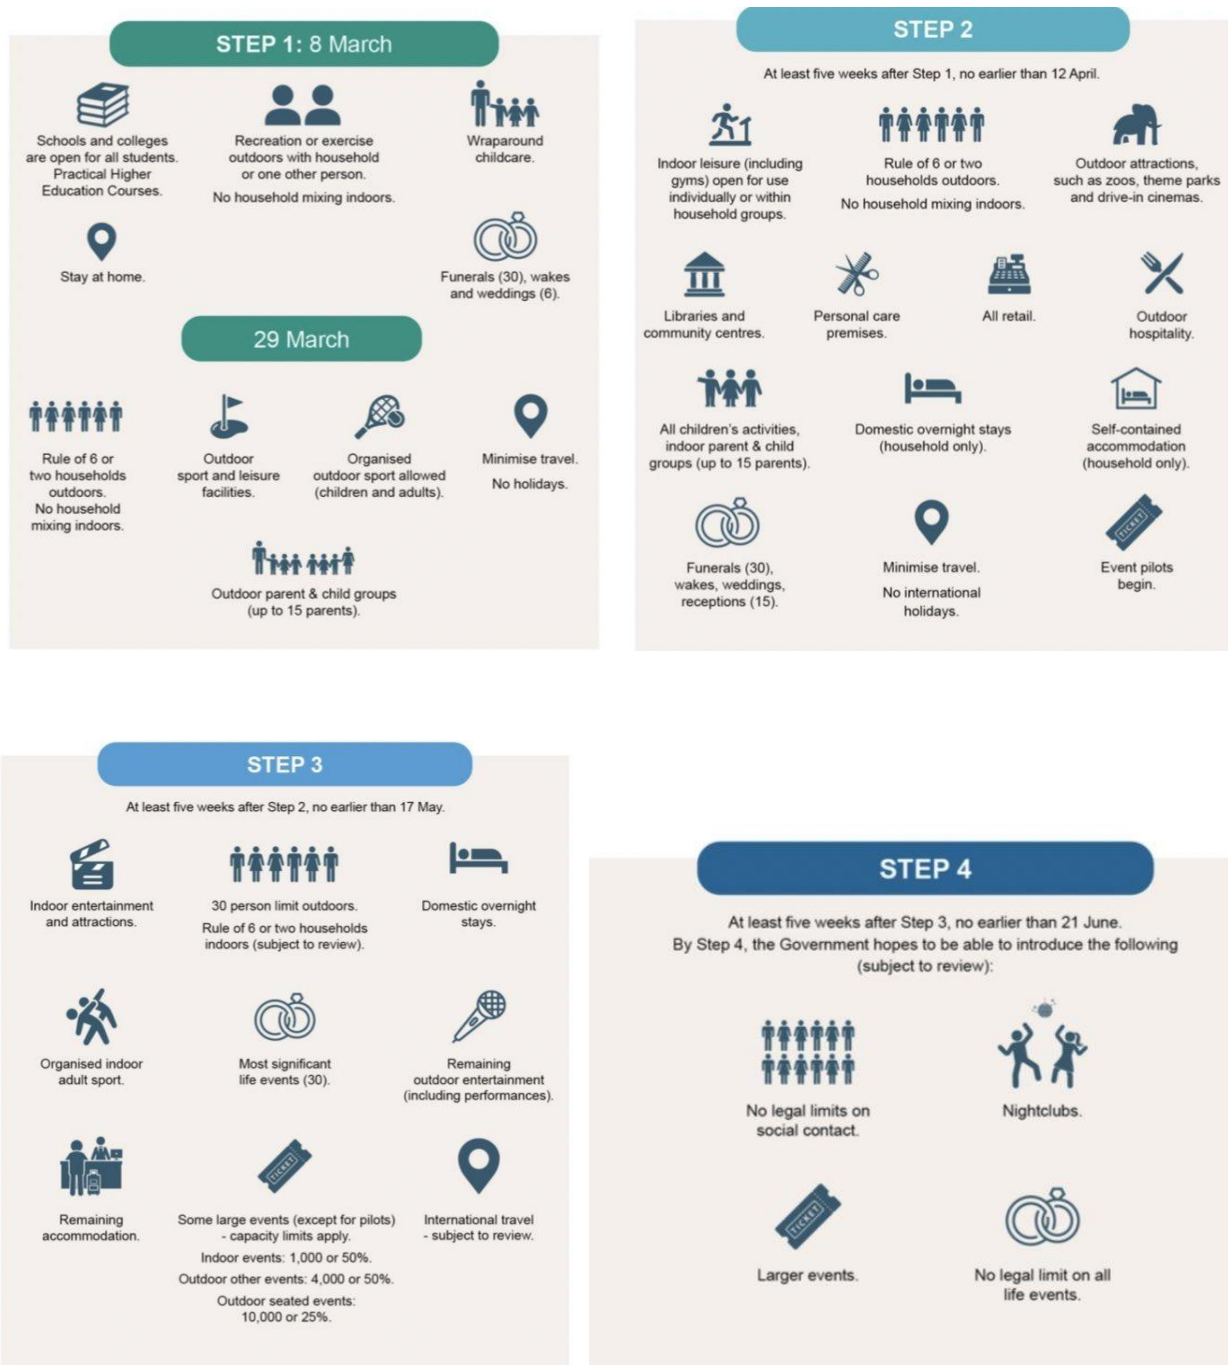 STEP 1: 8 March
Schools and colleges
are open for all students.
Practical Higher
Education Courses.
Recreation or exercise
outdoors with household
or one other person.
No household mixing indoors.
Wraparound
childcare.
Stay at home.
Funerals (30), wakes
and weddings (6).
29 March
Rule of 6 or
two households
outdoors.
No household
mixing indoors.
Outdoor
sport and leisure
facilities.
Organised
outdoor sport allowed
(children and adults).
Minimise travel.
No holidays.
Outdoor parent & child groups
(up to 15 parents).
STEP 2
At least five weeks after Step 1, no earlier than 12 April.
Indoor leisure (including
gyms) open for use
individually or within
household groups.
Rule of 6 or two
households outdoors.
No household mixing indoors.
Outdoor attractions,
such as zoos, theme parks
and drive-in cinemas.
Libraries and
community centres.
Personal care
premises.
All retail.
Outdoor
hospitality.
All children's activities,
indoor parent & child
groups (up to 15 parents).
Domestic overnight stays
(household only).
Self-contained
accommodation
(household only).
Funerals (30),
wakes, weddings,
receptions (15).
Minimise travel.
No international
holidays.
TICKET
Event pilots
begin.
STEP 3
At least five weeks after Step 2, no earlier than 17 May.
Indoor entertainment
and attractions.
30 person limit outdoors.
Rule of 6 or two households
indoors (subject to review).
Domestic overnight
stays.
Organised indoor
adult sport.
Most significant
life events (30).
Remaining
outdoor entertainment
(including performances).
Remaining
accommodation.
TICKET
Some large events (except for pilots)
- capacity limits apply.
Indoor events: 1,000 or 50%.
Outdoor other events: 4,000 or 50%.
Outdoor seated events:
10,000 or 25%.
International travel
- subject to review.
STEP 4
At least five weeks after Step 3, no earlier than 21 June.
By Step 4, the Government hopes to be able to introduce the following
(subject to review):
No legal limits on
social contact.
Nightclubs.
TICKET
Larger events.
No legal limit on all
life events.